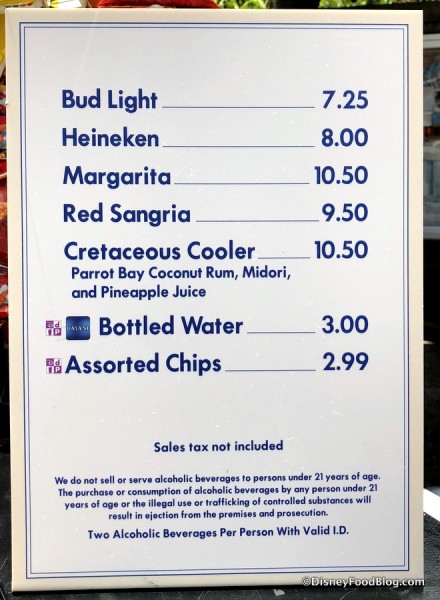 Bud Light 7.25
Heineken 8.00
Margarita 10.50
Red Sangria 9.50
Cretaceous Cooler 10.50
Parrot Bay Coconut Rum, Midori,
and Pineapple Juice
DASANI Bottled Water 3.00
Assorted Chips 2.99
Sales tax not included
We do not sell or serve alcoholic beverages to persons under 21 years of age.
The purchase or consumption of alcoholic beverages by any person under 21
years of age or the illegal use or trafficking of controlled substances will
result in ejection from the premises and prosecution.
Two Alcoholic Beverages Per Person With Valid I.D.
©DisneyFoodBlog.com